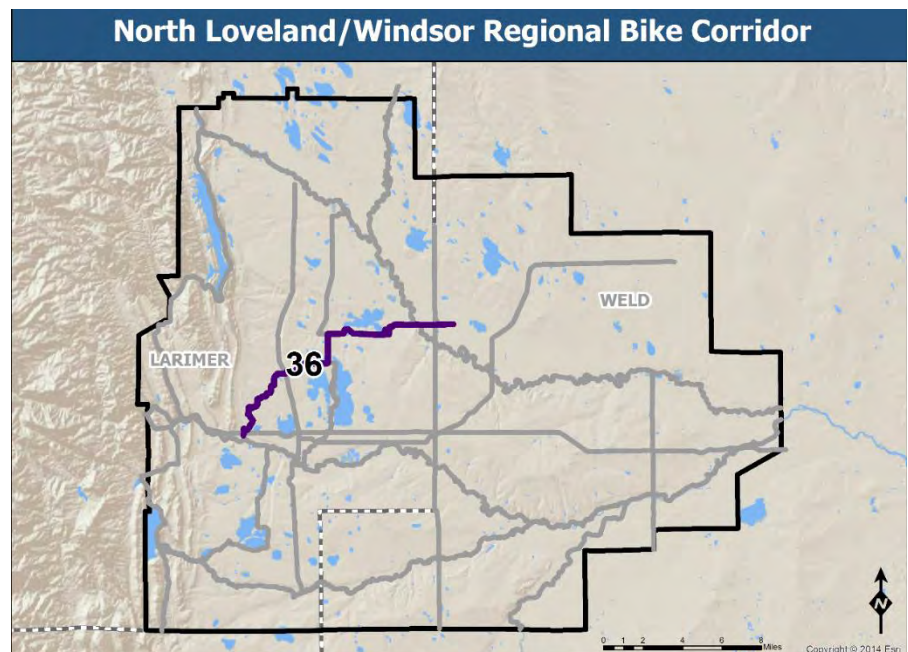 North Loveland/Windsor Regional Bike Corridor
WELD
LARIMER
36
N
0 1 2 4 6 8
Miles
Copyright © 2014 Esri